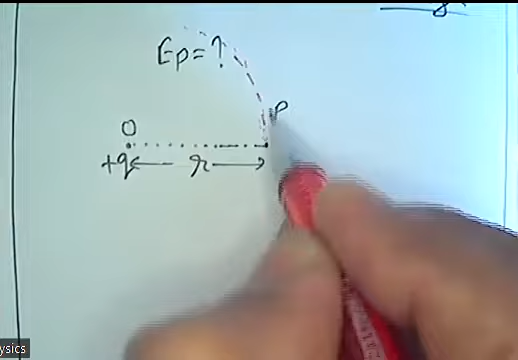 Ep = ?
P
O
+q r
ysics